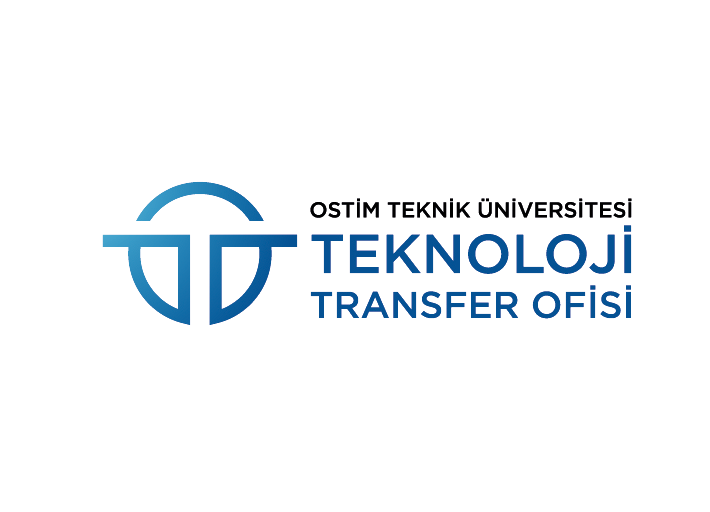 OSTİM TEKNİK ÜNİVERSİTESİ
TEKNOLOJİ
TRANSFER OFİSİ